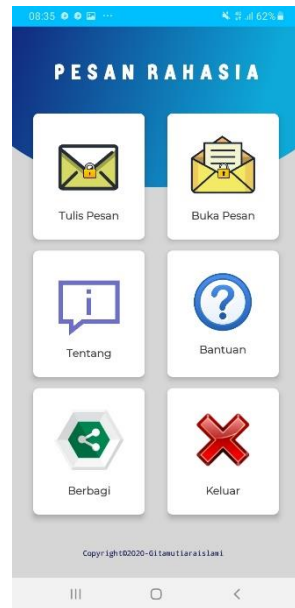 08:35
62%
PESAN RAHASIA
Tulis Pesan
Buka Pesan
Tentang
Bantuan
Berbagi
Keluar
Copyright©2020-Gitamutiaraislami